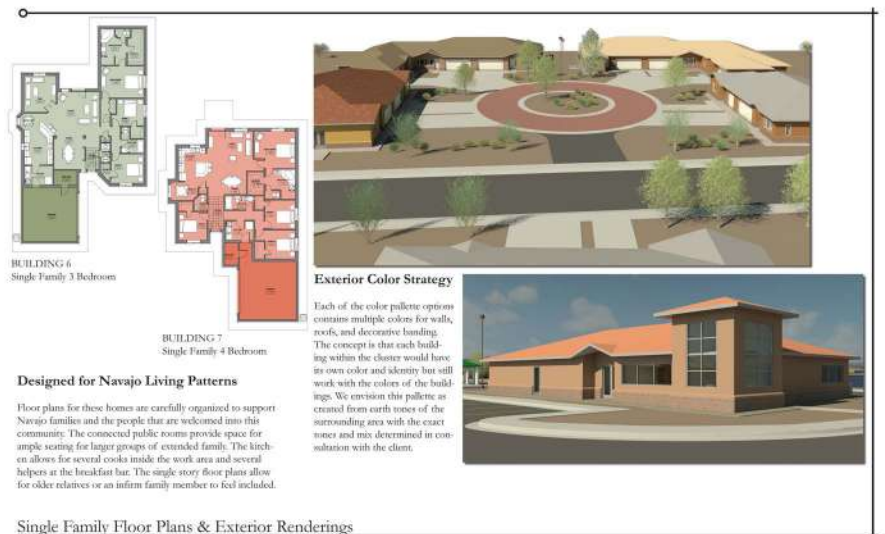 BUILDING 6
Single Family 3 Bedroom
BUILDING 7
Single Family 4 Bedroom
Designed for Navajo Living Patterns
Floor plans for these homes are carefully organized to support
Navajo families and the people that are welcomed into this
community. The connected public rooms provide space for
ample seating for larger groups of extended family. The kitch-
en allows for several cooks inside the work area and several
helpers at the breakfast bar. The single story floor plans allow
for older relatives or an infirm family member to feel included.
Exterior Color Strategy
Each of the color pallette options
contains multiple colors for walls,
roofs, and decorative banding.
The concept is that each build-
ing within the cluster would have
its own color and identity but still
work with the colors of the build-
ings. We envision this pallette as
created from earth tones of the
surrounding area with the exact
tones and mix determined in con-
sultation with the client.
Single Family Floor Plans & Exterior Renderings